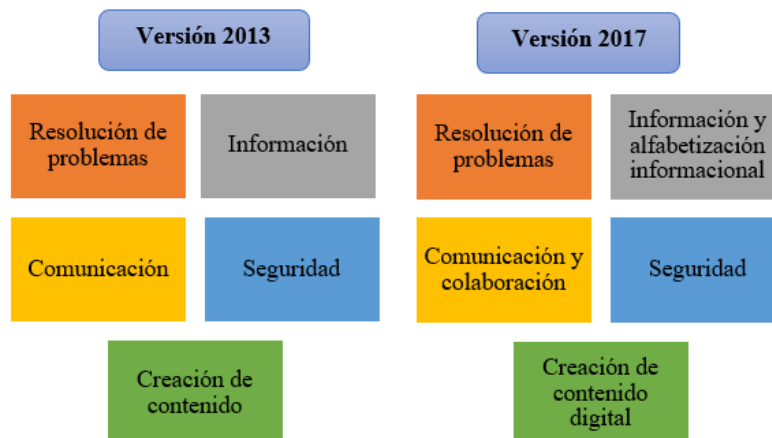 Versión 2013
Resolución de
problemas
Información
Comunicación
Seguridad
Creación de
contenido
Versión 2017
Resolución de
problemas
Información y
alfabetización
informacional
Comunicación y
colaboración
Seguridad
Creación de
contenido
digital